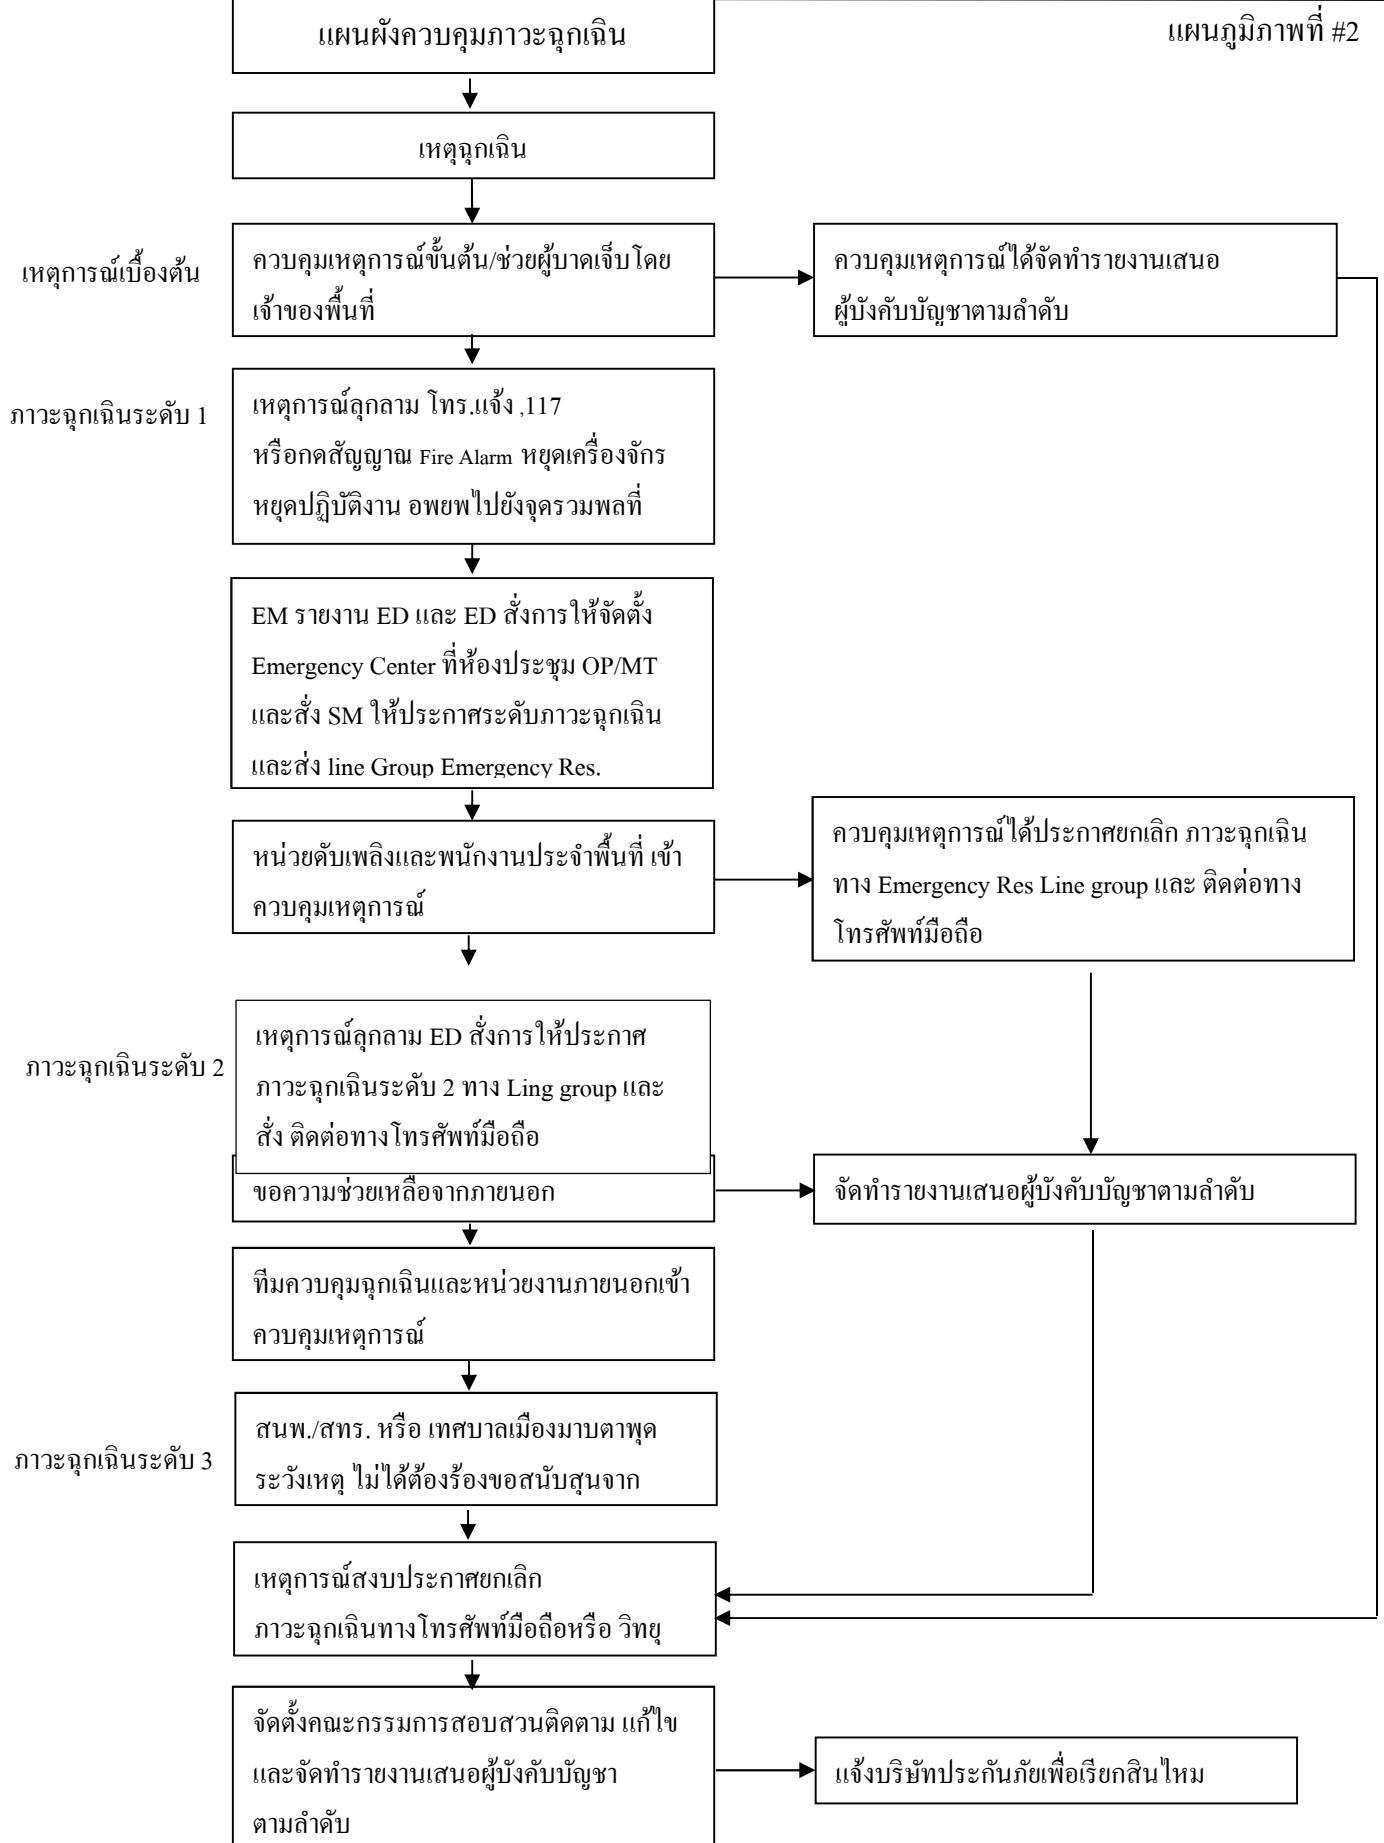 แผนผังควบคุมภาวะฉุกเฉิน
แผนภูมิภาพที่ #2
เหตุฉุกเฉิน
เหตุการณ์เบื้องต้น
ควบคุมเหตุการณ์ขั้นต้น/ช่วยผู้บาดเจ็บโดย
เจ้าของพื้นที่
ควบคุมเหตุการณ์ได้จัดทำรายงานเสนอ
ผู้บังคับบัญชาตามลำดับ
ภาวะฉุกเฉินระดับ 1
เหตุการณ์ลุกลาม โทร.แจ้ง ,117
หรือกดสัญญาณ Fire Alarm หยุดเครื่องจักร
หยุดปฏิบัติงาน อพยพไปยังจุดรวมพลที่
EM รายงาน ED และ ED สั่งการให้จัดตั้ง
Emergency Center ที่ห้องประชุม OP/MT
และสั่ง SM ให้ประกาศระดับภาวะฉุกเฉิน
และส่ง line Group Emergency Res.
หน่วยดับเพลิงและพนักงานประจำพื้นที่ เข้า
ควบคุมเหตุการณ์
ควบคุมเหตุการณ์ได้ประกาศยกเลิก ภาวะฉุกเฉิน
ทาง Emergency Res Line group และ ติดต่อทาง
โทรศัพท์มือถือ
ภาวะฉุกเฉินระดับ 2
เหตุการณ์ลุกลาม ED สั่งการให้ประกาศ
ภาวะฉุกเฉินระดับ 2 ทาง Ling group และ
สั่ง ติดต่อทางโทรศัพท์มือถือ
ขอความช่วยเหลือจากภายนอก
จัดทำรายงานเสนอผู้บังคับบัญชาตามลำดับ
ทีมควบคุมฉุกเฉินและหน่วยงานภายนอกเข้า
ควบคุมเหตุการณ์
ภาวะฉุกเฉินระดับ 3
สนพ./สทร. หรือ เทศบาลเมืองมาบตาพุด
ระวังเหตุ ไม่ได้ต้องร้องขอสนับสุนจาก
เหตุการณ์สงบประกาศยกเลิก
ภาวะฉุกเฉินทางโทรศัพท์มือถือหรือ วิทยุ
จัดตั้งคณะกรรมการสอบสวนติดตาม แก้ไข
และจัดทำรายงานเสนอผู้บังคับบัญชา
ตามลำดับ
แจ้งบริษัทประกันภัยเพื่อเรียกสินไหม